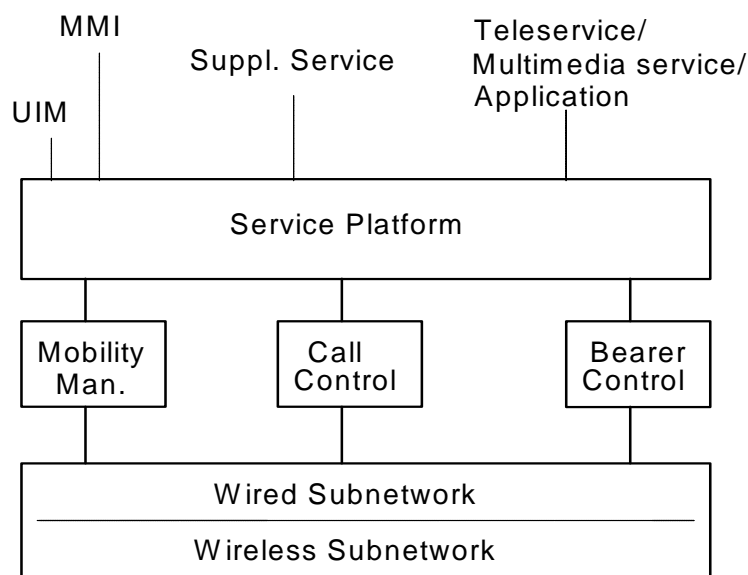 MMI
Teleservice/
Multimedia service/
Application
Suppl. Service
UIM
Service Platform
Mobility
Man.
Call
Control
Bearer
Control
Wired Subnetwork
Wireless Subnetwork